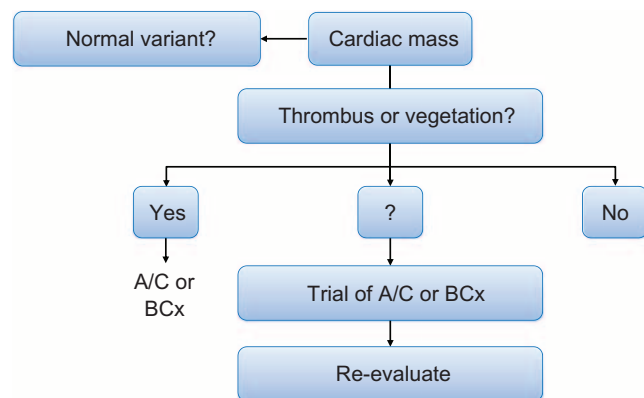 Normal variant?
Cardiac mass
Thrombus or vegetation?
Yes
?
No
A/C or
BCx
Trial of A/C or BCx
Re-evaluate